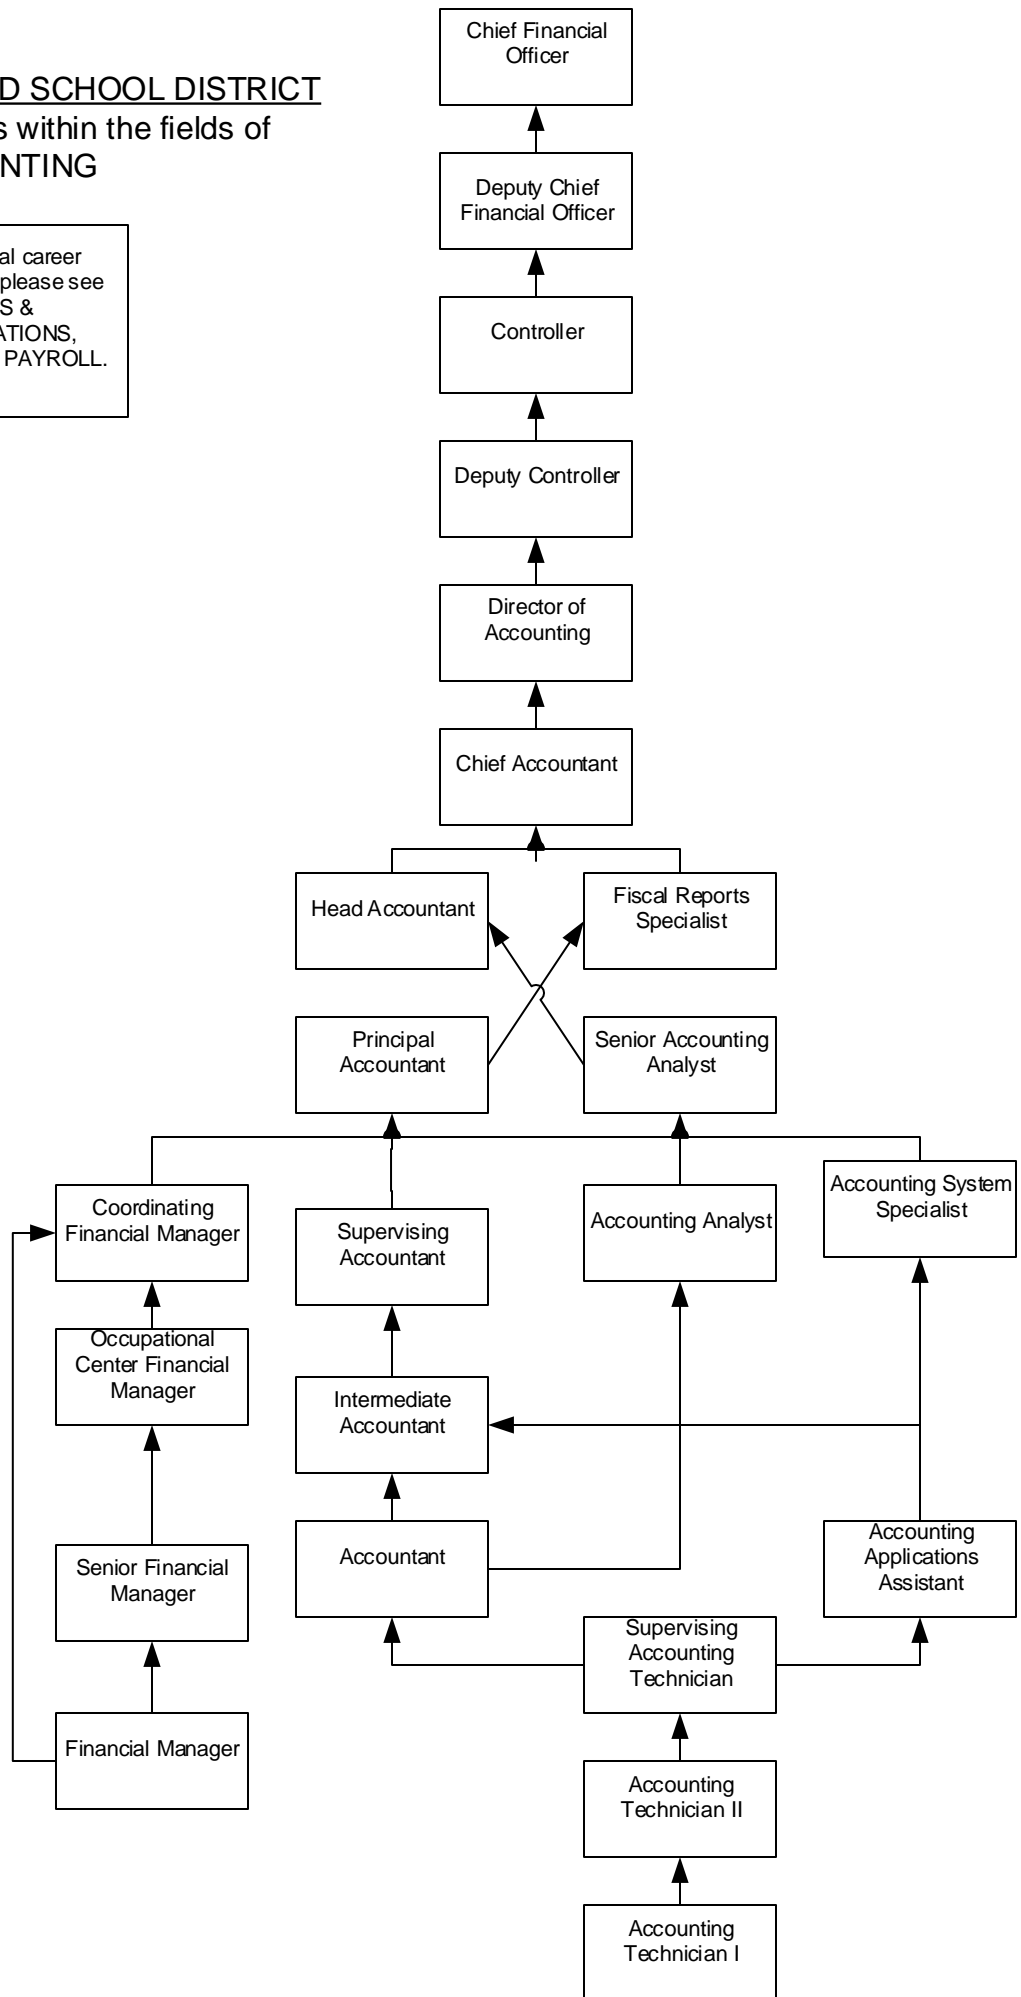 Chief Financial
Officer
D SCHOOL DISTRICT
s within the fields of
NTING
Deputy Chief
Financial Officer
al career
please see
S &
ATIONS,
PAYROLL.
Controller
Deputy Controller
Director of
Accounting
Chief Accountant
Head Accountant
Fiscal Reports
Specialist
Principal
Accountant
Senior Accounting
Analyst
Coordinating
Financial Manager
Supervising
Accountant
Accounting Analyst
Accounting System
Specialist
Occupational
Center Financial
Manager
Intermediate
Accountant
Senior Financial
Manager
Accountant
Accounting
Applications
Assistant
Supervising
Accounting
Technician
Financial Manager
Accounting
Technician II
Accounting
Technician I